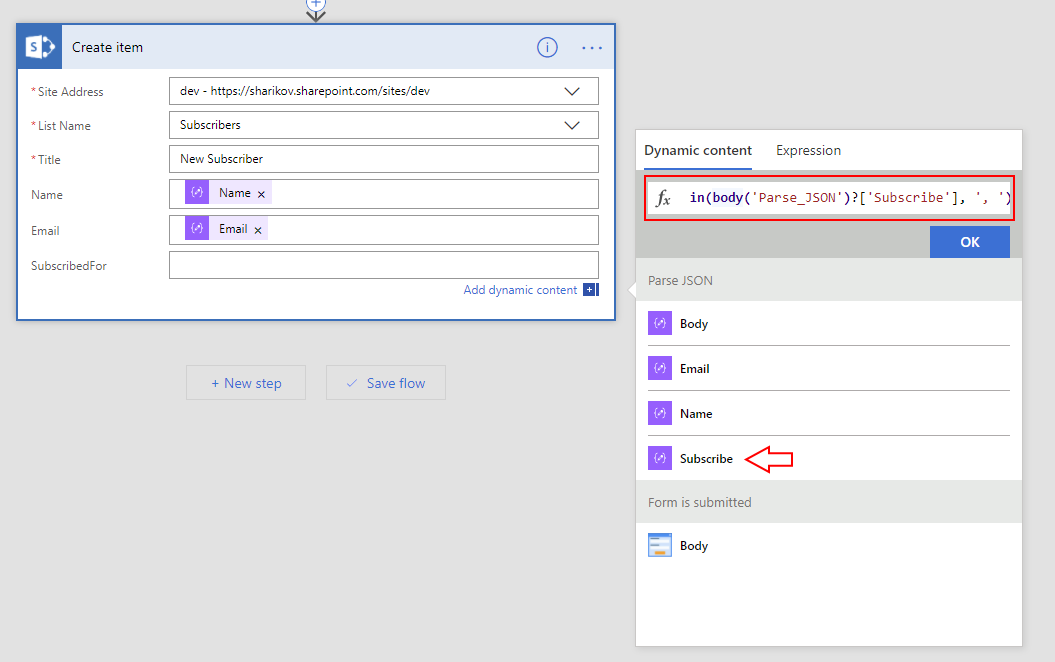 Create item
* Site Address
dev - https://sharikov.sharepoint.com/sites/dev
* List Name
Subscribers
* Title
New Subscriber
Name
Name ×
Email
Email ×
SubscribedFor
Add dynamic content
+ New step
Save flow
Dynamic content
Expression
fx in(body('Parse_JSON')?['Subscribe'], ', ')
OK
Parse JSON
Body
Email
Name
Subscribe
Form is submitted
Body